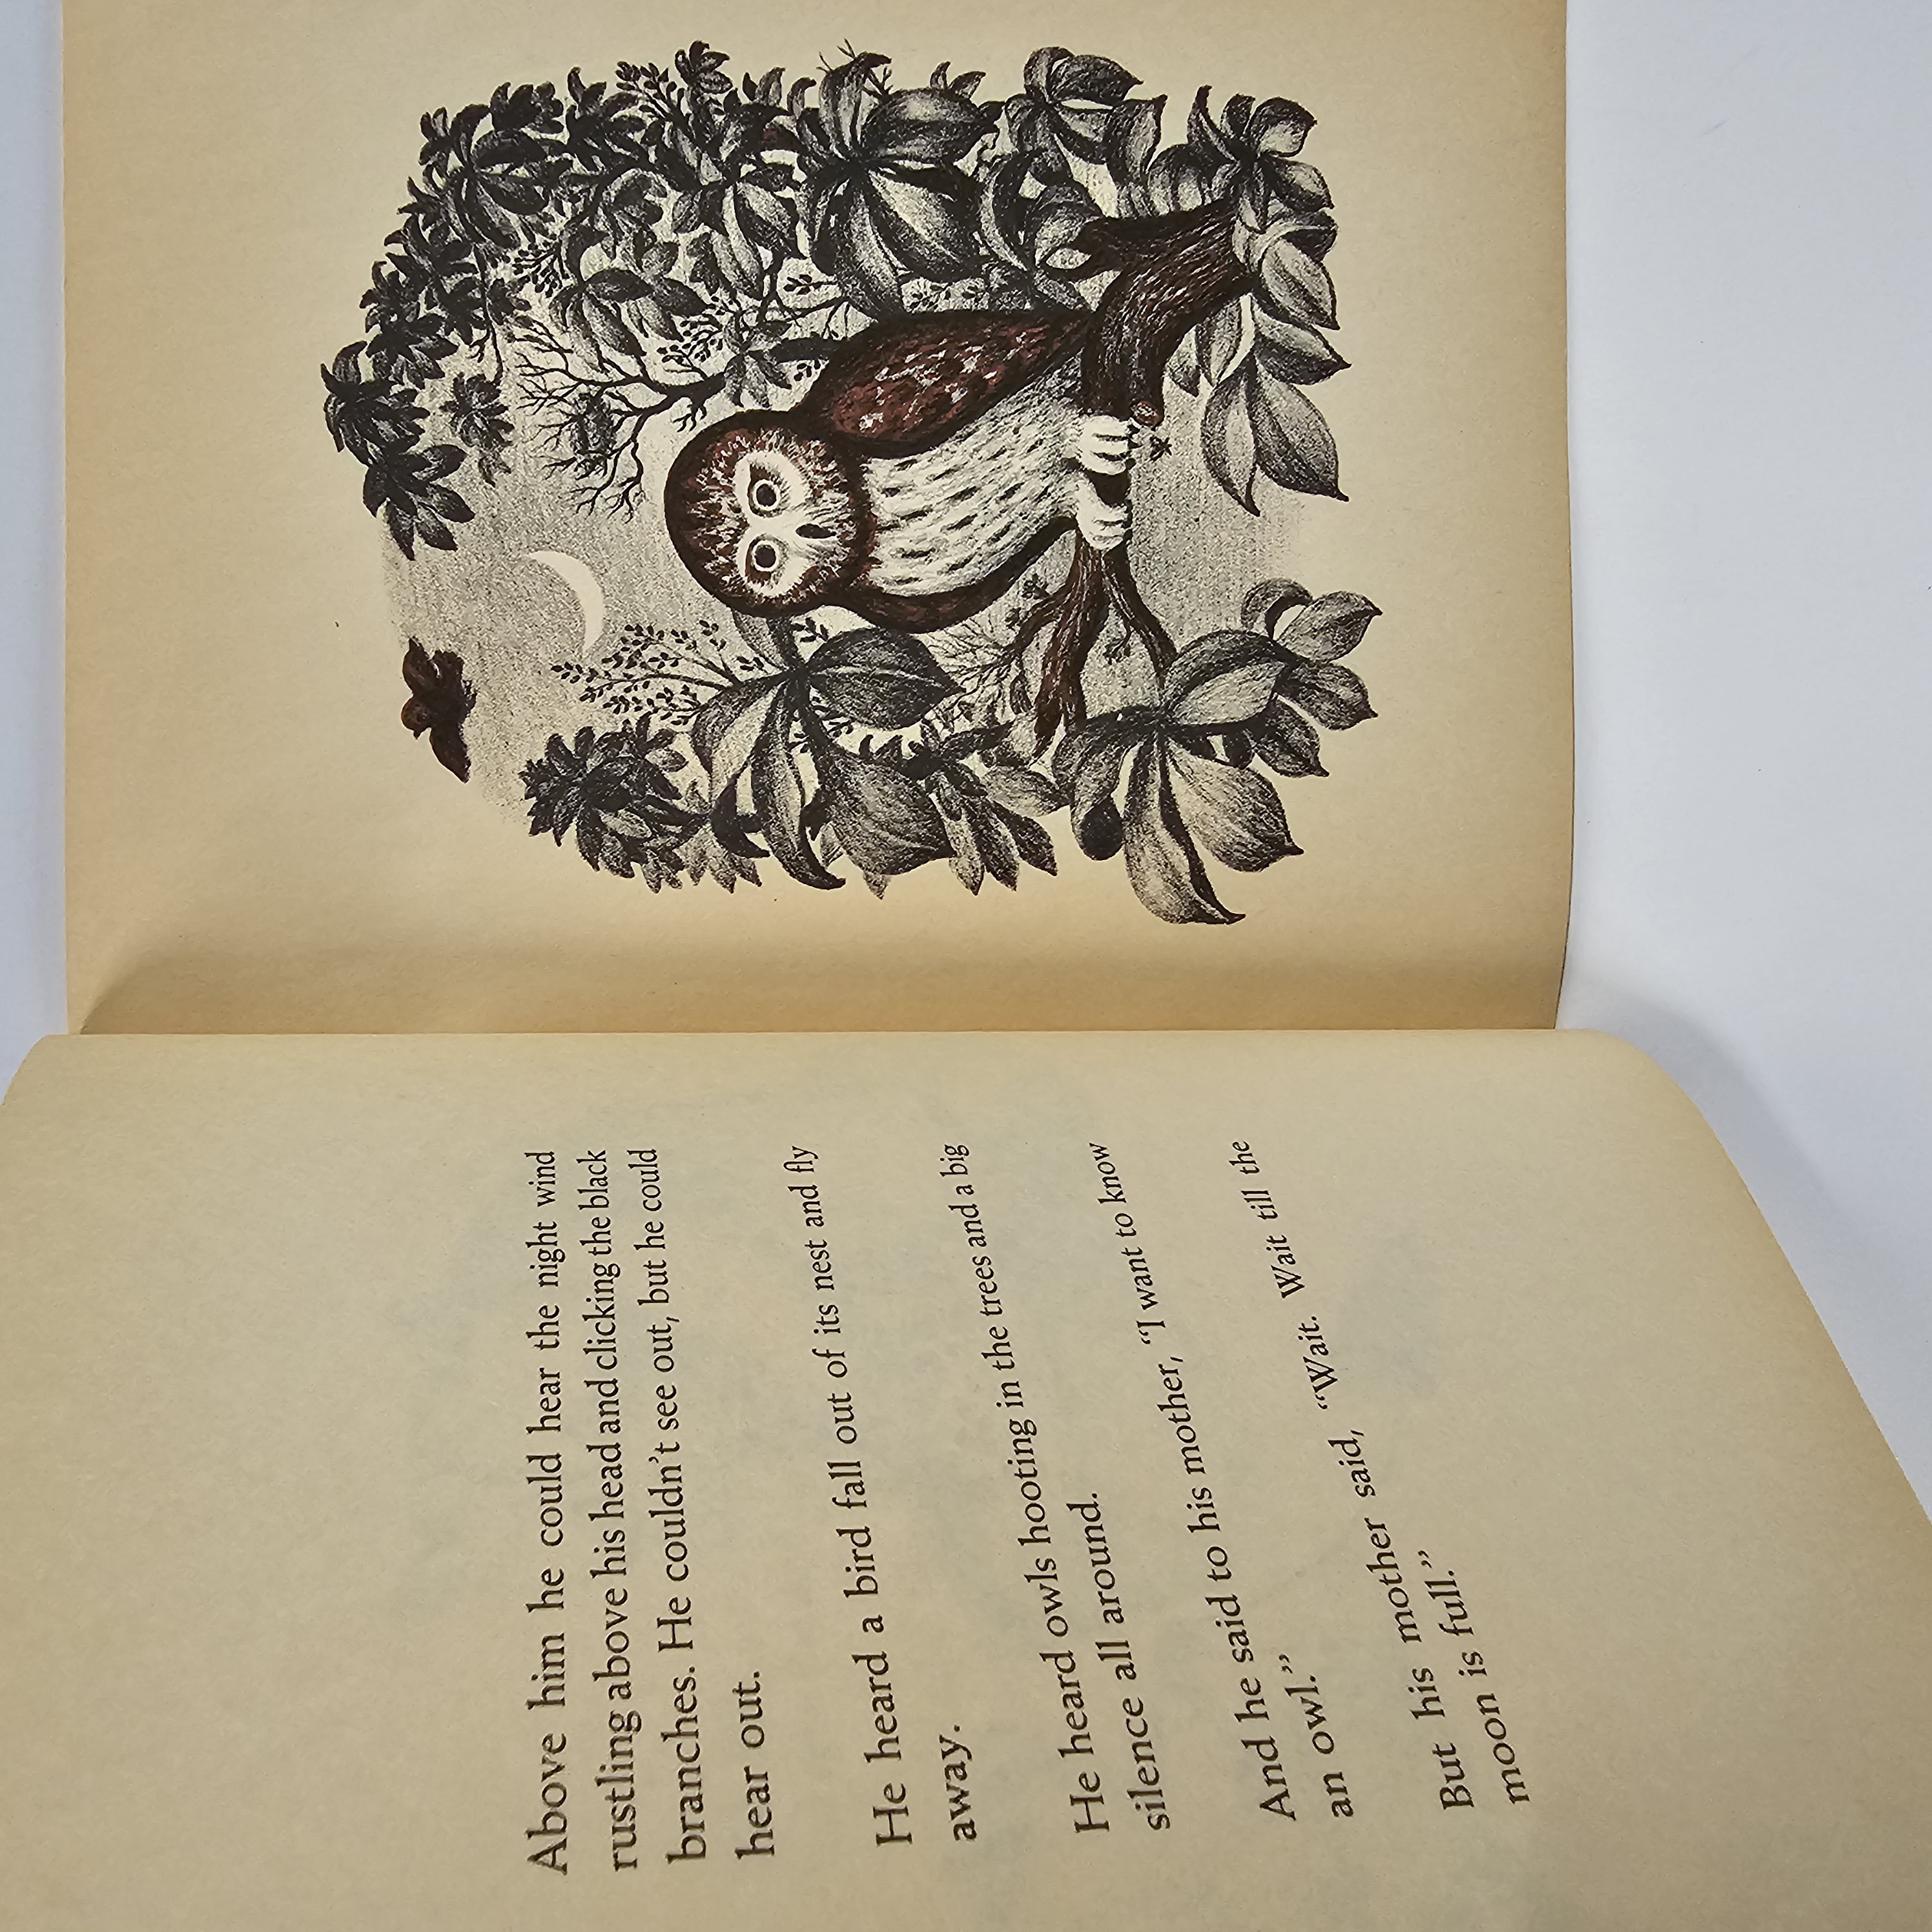 Above him he could hear the night wind
rustling above his head and clicking the black
branches. He couldn't see out, but he could
hear out.
He heard a bird fall out of its nest and fly
away.
He heard owls hooting in the trees and a big
silence all around.
And he said to his mother, “I want to know
an owl.”
But his mother said, “Wait. Wait till the
moon is full.”